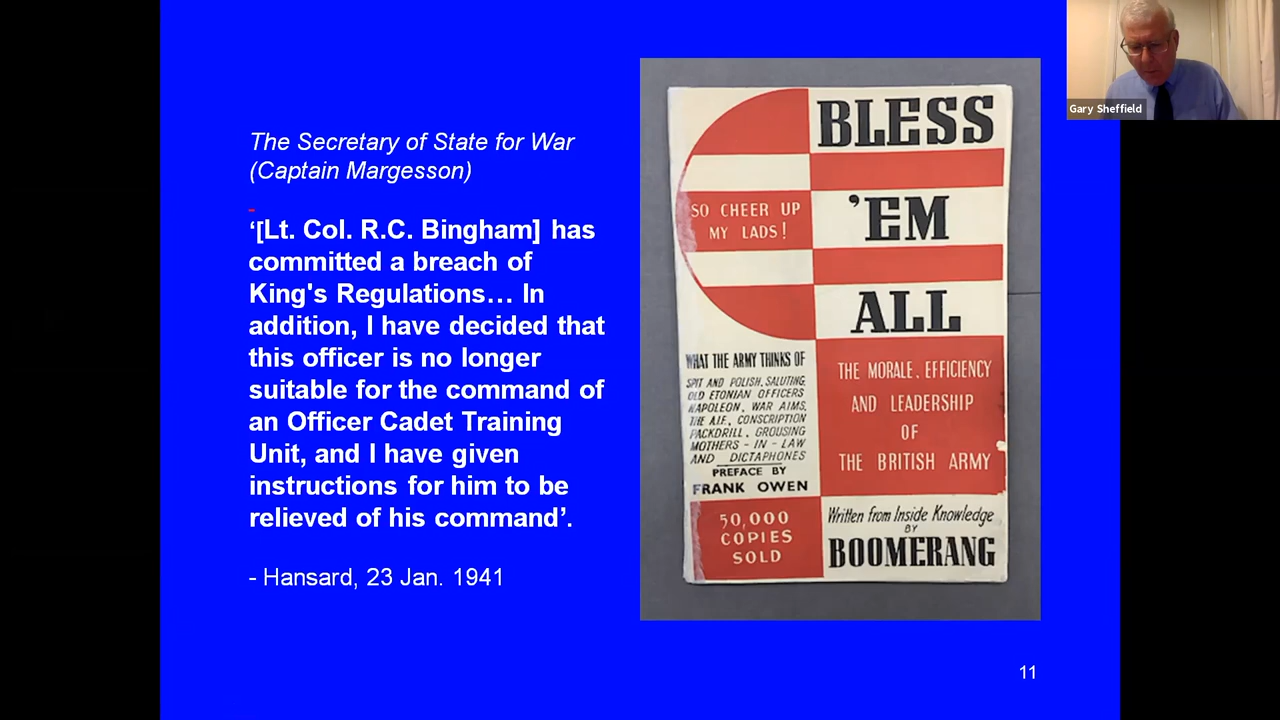 The Secretary of State for War
(Captain Margesson)
‘[Lt. Col. R.C. Bingham] has
committed a breach of
King's Regulations… In
addition, I have decided that
this officer is no longer
suitable for the command of
an Officer Cadet Training
Unit, and I have given
instructions for him to be
relieved of his command’.
- Hansard, 23 Jan. 1941
BLESS
'EM
ALL
SO CHEER UP
MY LADS!
WHAT THE ARMY THINKS OF
SPIT AND POLISH, SALUTING,
OLD ETONIAN OFFICERS
NAPOLEON, WAR AIMS,
THE A.I.F., CONSCRIPTION
PACKDRILL, GROUSING
MOTHERS-IN-LAW
AND DICTAPHONES
PREFACE BY
FRANK OWEN
THE MORALE, EFFICIENCY
AND LEADERSHIP
OF
THE BRITISH ARMY
50,000
COPIES
SOLD
Written from Inside Knowledge
BY
BOOMERANG
11
Gary Sheffield